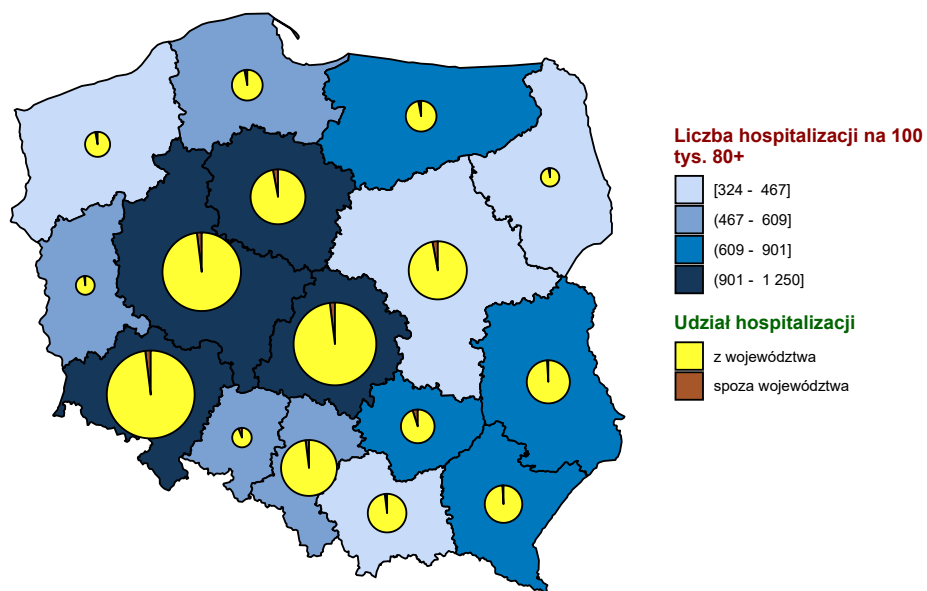 Liczba hospitalizacji na 100
tys. 80+
[324 - 467]
(467 - 609]
(609 - 901]
(901 - 1 250]
Udział hospitalizacji
z województwa
spoza województwa